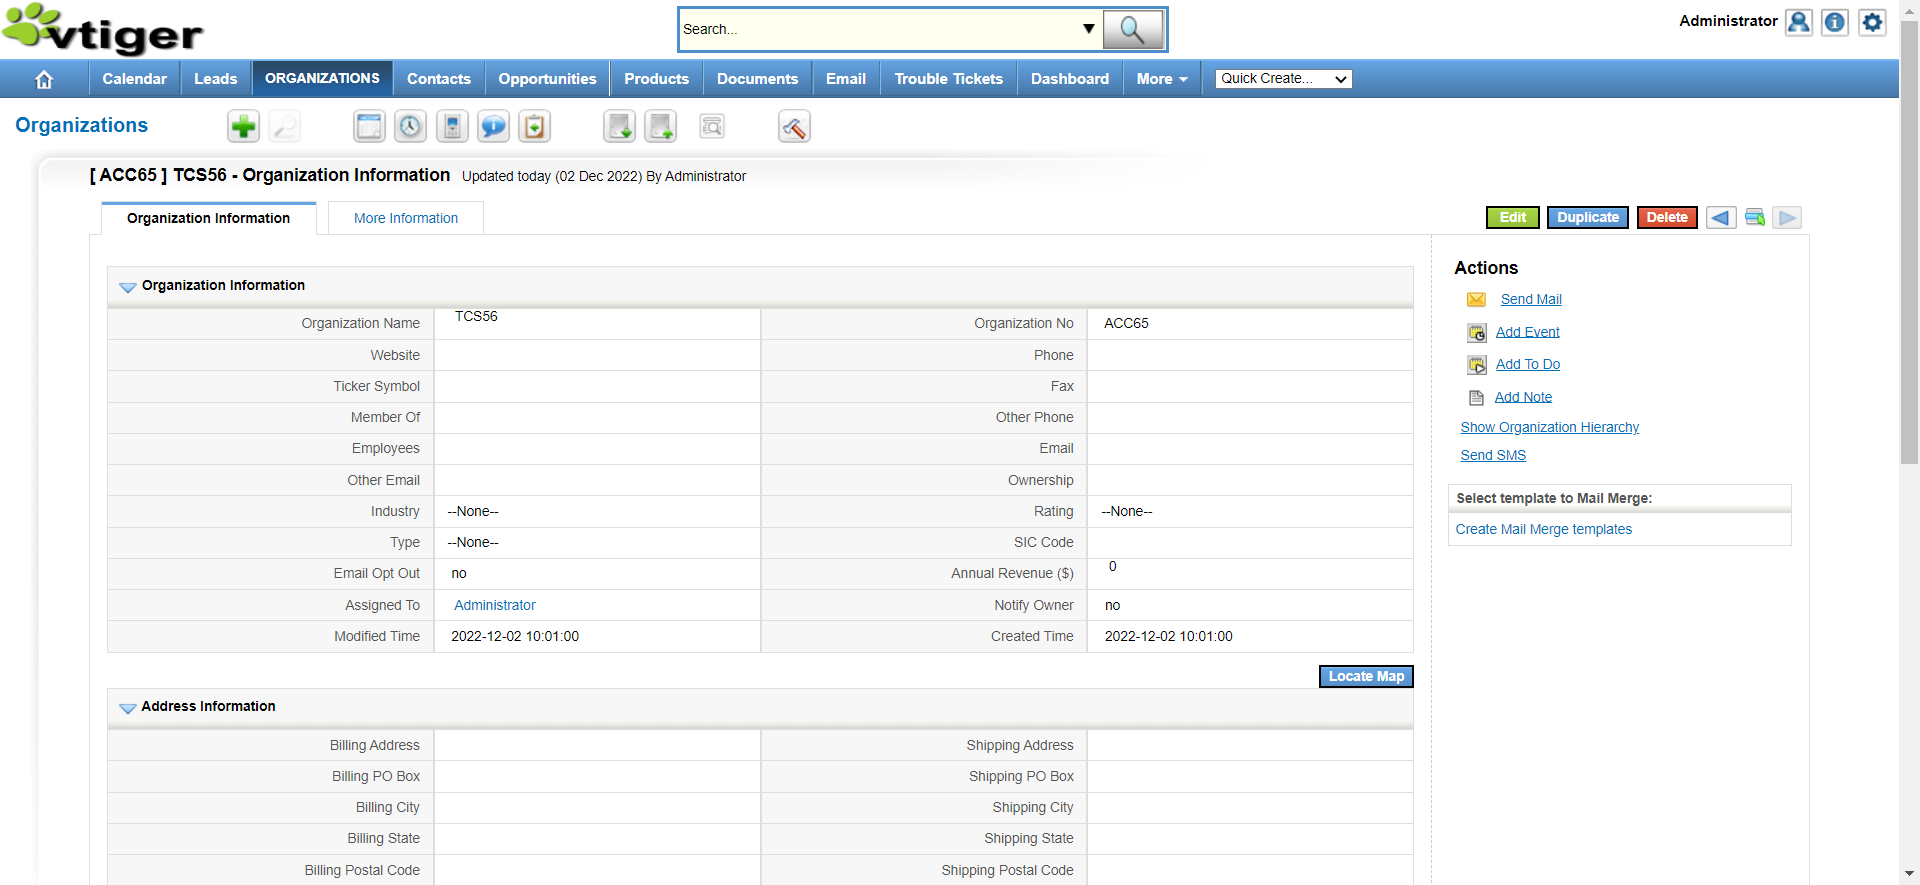 vtiger
Search...
Administrator
Calendar Leads ORGANIZATIONS Contacts Opportunities Products Documents Email Trouble Tickets Dashboard More Quick Create...
Organizations
[ ACC65 ] TCS56 - Organization Information Updated today (02 Dec 2022) By Administrator
Organization Information More Information
Edit Duplicate Delete
Organization Information
Organization Name TCS56 Organization No ACC65
Website Phone
Ticker Symbol Fax
Member Of Other Phone
Employees Email
Other Email Ownership
Industry --None-- Rating --None--
Type --None-- SIC Code
Email Opt Out no Annual Revenue ($) 0
Assigned To Administrator Notify Owner no
Modified Time 2022-12-02 10:01:00 Created Time 2022-12-02 10:01:00
Locate Map
Address Information
Billing Address Shipping Address
Billing PO Box Shipping PO Box
Billing City Shipping City
Billing State Shipping State
Billing Postal Code Shipping Postal Code
Actions
Send Mail
Add Event
Add To Do
Add Note
Show Organization Hierarchy
Send SMS
Select template to Mail Merge:
Create Mail Merge templates